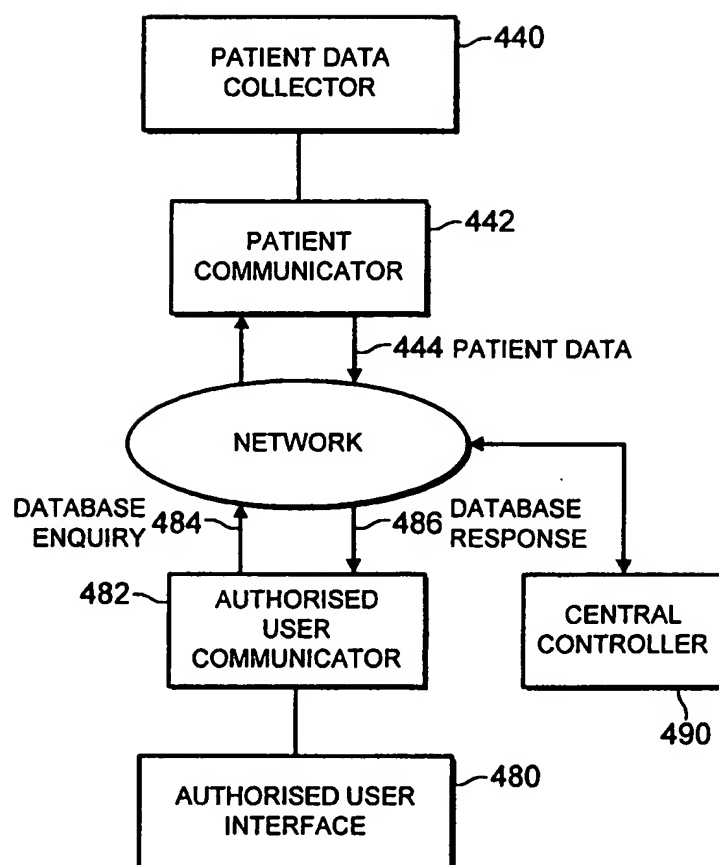 PATIENT DATA
COLLECTOR
440
PATIENT
COMMUNICATOR
442
444 PATIENT DATA
NETWORK
DATABASE
ENQUIRY
484
486
DATABASE
RESPONSE
482
AUTHORISED
USER
COMMUNICATOR
CENTRAL
CONTROLLER
490
480
AUTHORISED USER
INTERFACE